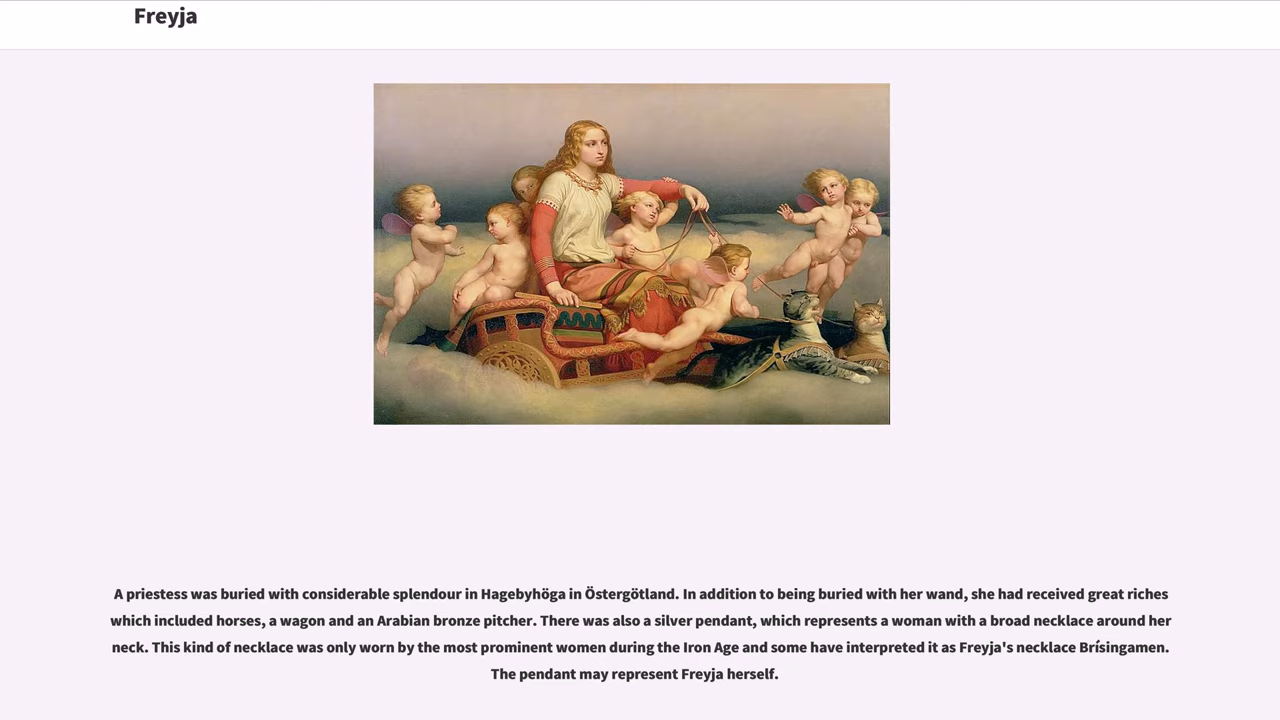 Freyja
A priestess was buried with considerable splendour in Hagebyhöga in Östergötland. In addition to being buried with her wand, she had received great riches
which included horses, a wagon and an Arabian bronze pitcher. There was also a silver pendant, which represents a woman with a broad necklace around her
neck. This kind of necklace was only worn by the most prominent women during the Iron Age and some have interpreted it as Freyja's necklace Brísingamen.
The pendant may represent Freyja herself.